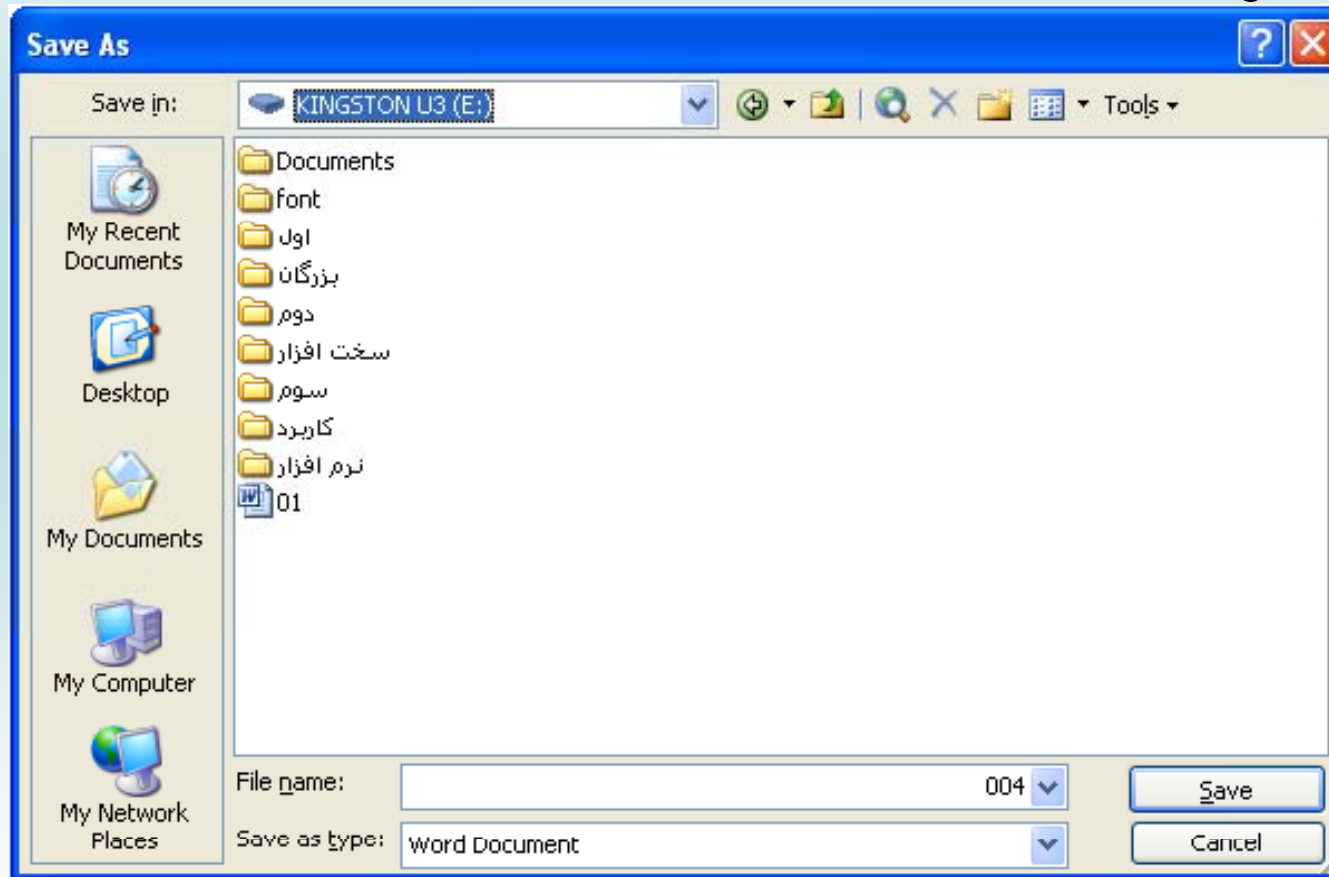 Save As
Save in:
KINGSTON U3 (E:)
Tools
My Recent
Documents
Desktop
My Documents
My Computer
My Network
Places
Documents
font
اول
بزرگان
دوم
سخت افزار
سوم
کاربرد
نرم افزار
01
File name:
004
Save
Save as type:
Word Document
Cancel